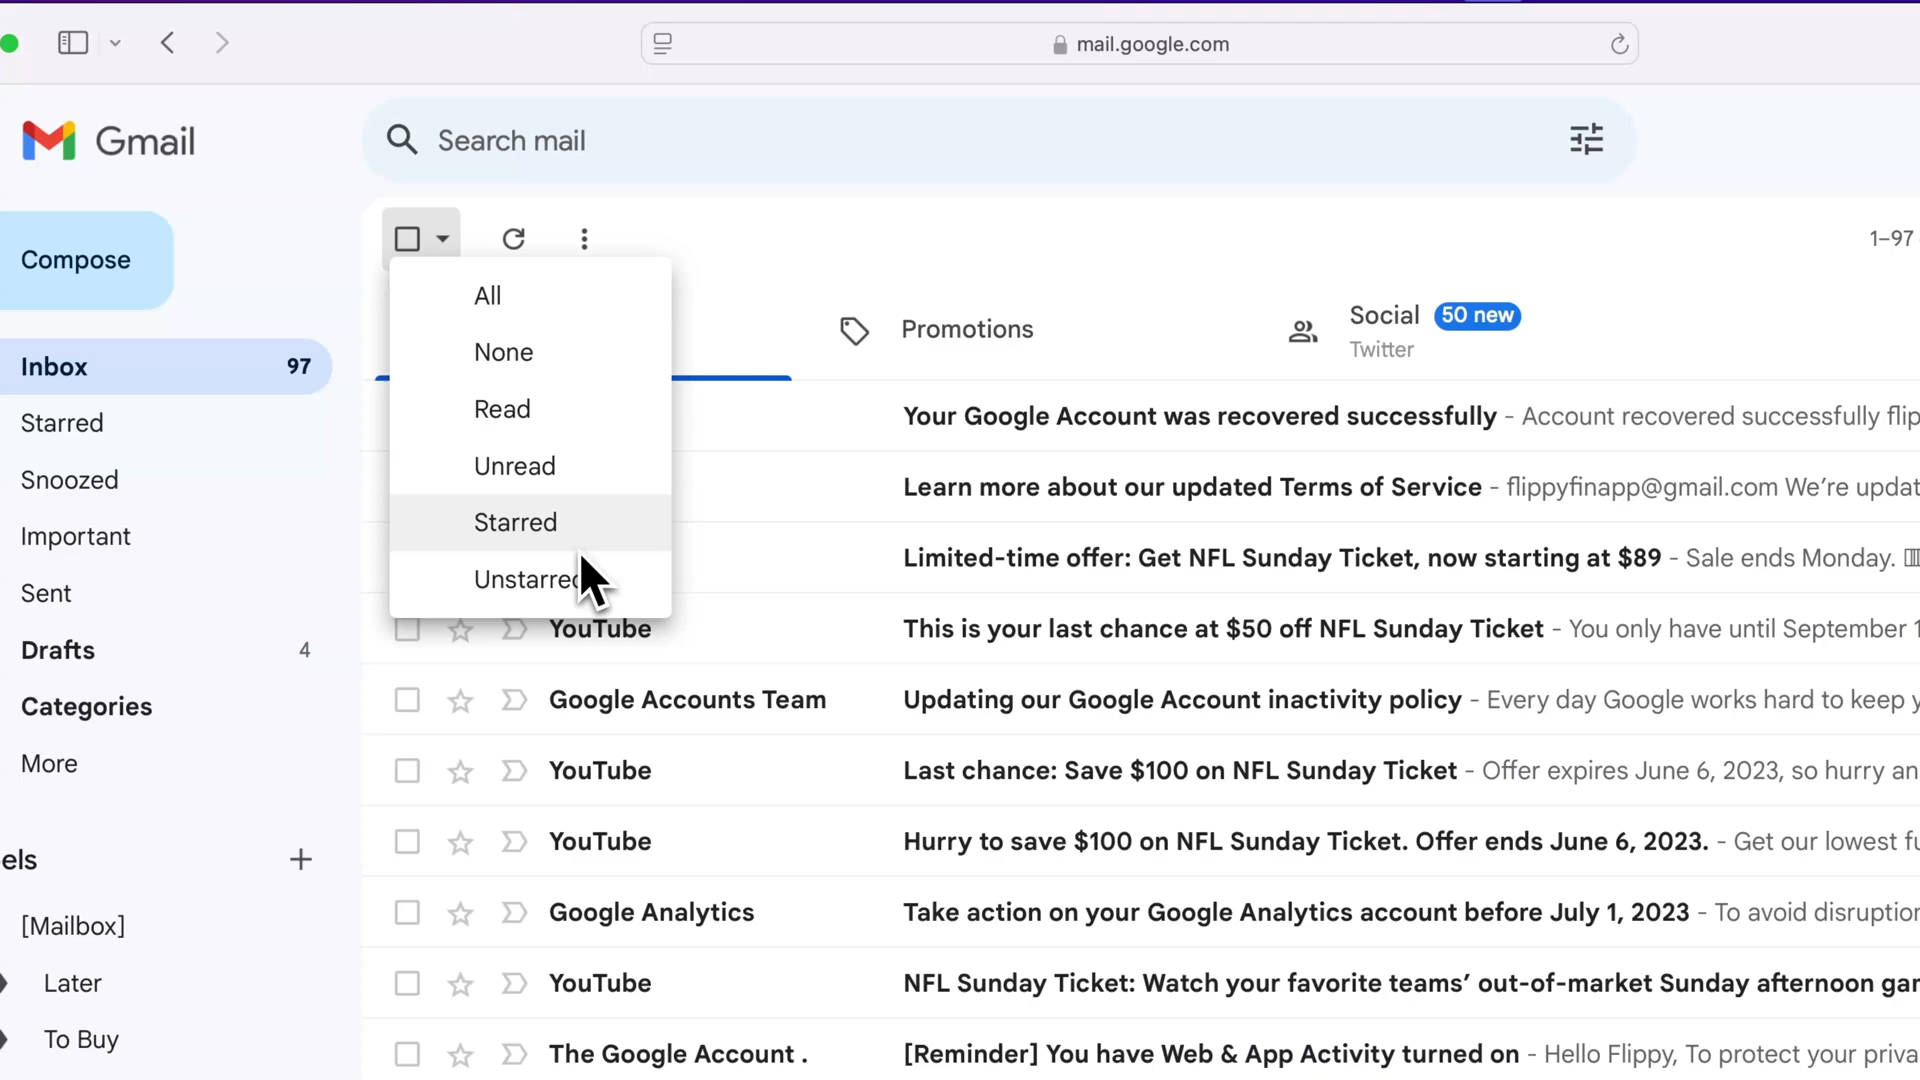 mail.google.com
Gmail
Search mail
Compose
1–97
All
None
Read
Unread
Starred
Unstarred
Promotions
Social 50 new
Twitter
Inbox 97
Starred
Snoozed
Important
Sent
Drafts 4
Categories
More
els
[Mailbox]
Later
To Buy
Your Google Account was recovered successfully - Account recovered successfully flip
Learn more about our updated Terms of Service - flippyfinapp@gmail.com We’re updat
Limited-time offer: Get NFL Sunday Ticket, now starting at $89 - Sale ends Monday.
YouTube This is your last chance at $50 off NFL Sunday Ticket - You only have until September 1
Google Accounts Team Updating our Google Account inactivity policy - Every day Google works hard to keep y
YouTube Last chance: Save $100 on NFL Sunday Ticket - Offer expires June 6, 2023, so hurry an
YouTube Hurry to save $100 on NFL Sunday Ticket. Offer ends June 6, 2023. - Get our lowest fu
Google Analytics Take action on your Google Analytics account before July 1, 2023 - To avoid disruption
YouTube NFL Sunday Ticket: Watch your favorite teams’ out-of-market Sunday afternoon gam
The Google Account . [Reminder] You have Web & App Activity turned on - Hello Flippy, To protect your priva